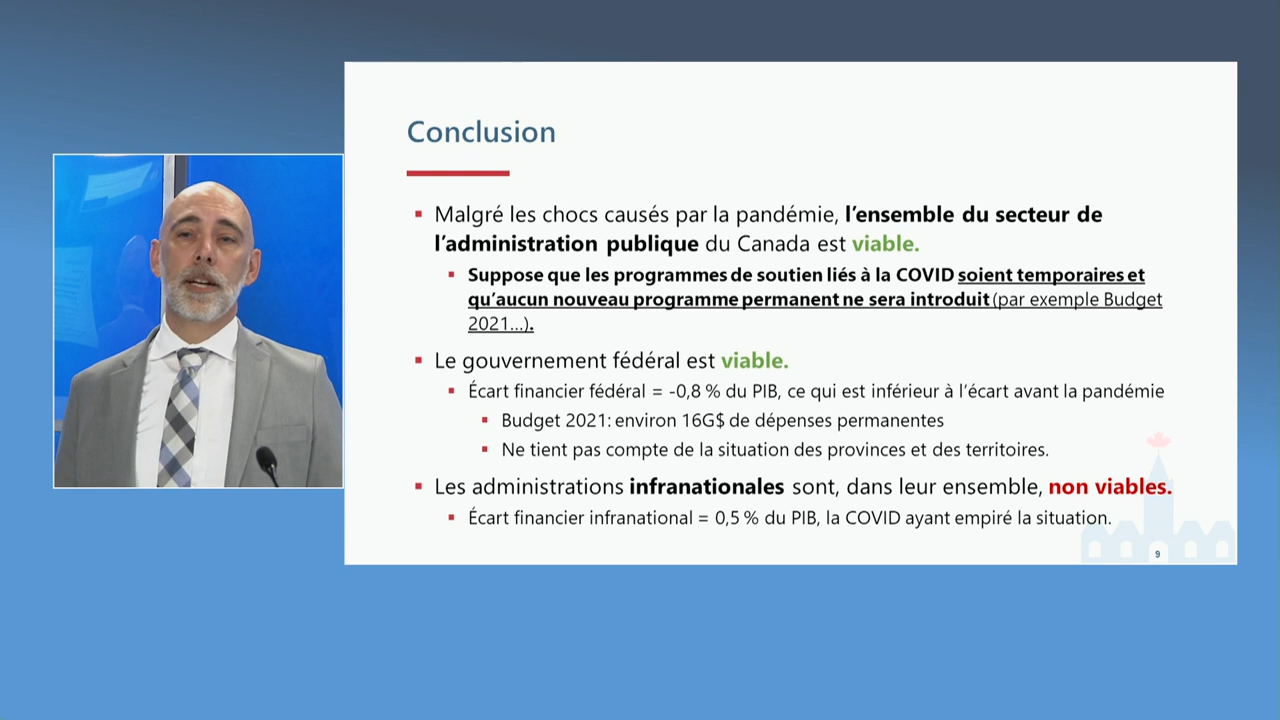 Conclusion
▪ Malgré les chocs causés par la pandémie, l’ensemble du secteur de
l’administration publique du Canada est viable.
▪ Suppose que les programmes de soutien liés à la COVID soient temporaires et
qu’aucun nouveau programme permanent ne sera introduit (par exemple Budget
2021…).
▪ Le gouvernement fédéral est viable.
▪ Écart financier fédéral = -0,8 % du PIB, ce qui est inférieur à l’écart avant la pandémie
▪ Budget 2021: environ 16G$ de dépenses permanentes
▪ Ne tient pas compte de la situation des provinces et des territoires.
▪ Les administrations infranationales sont, dans leur ensemble, non viables.
▪ Écart financier infranational = 0,5 % du PIB, la COVID ayant empiré la situation.
9